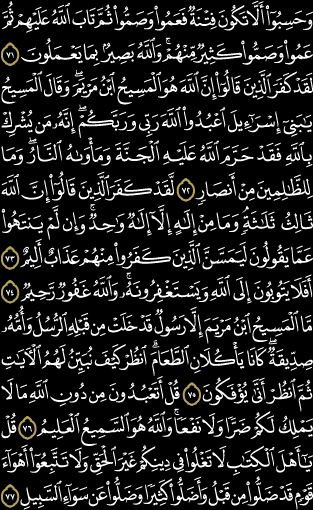 وَحَسِبُوٓا۟ أَلَّا تَكُونَ فِتْنَةٌ فَعَمُوا۟ وَصَمُّوا۟ ثُمَّ تَابَ ٱللَّهُ عَلَيْهِمْ ثُمَّ
عَمُوا۟ وَصَمُّوا۟ كَثِيرٌ مِّنْهُمْ ۚ وَٱللَّهُ بَصِيرٌۢ بِمَا يَعْمَلُونَ ٧١
لَقَدْ كَفَرَ ٱلَّذِينَ قَالُوٓا۟ إِنَّ ٱللَّهَ هُوَ ٱلْمَسِيحُ ٱبْنُ مَرْيَمَ ۖ وَقَالَ ٱلْمَسِيحُ
يَٰبَنِىٓ إِسْرَٰٓءِيلَ ٱعْبُدُوا۟ ٱللَّهَ رَبِّى وَرَبَّكُمْ ۖ إِنَّهُۥ مَن يُشْرِكْ
بِٱللَّهِ فَقَدْ حَرَّمَ ٱللَّهُ عَلَيْهِ ٱلْجَنَّةَ وَمَأْوَىٰهُ ٱلنَّارُ ۖ وَمَا
لِلظَّٰلِمِينَ مِنْ أَنصَارٍ ٧٢ لَّقَدْ كَفَرَ ٱلَّذِينَ قَالُوٓا۟ إِنَّ ٱللَّهَ
ثَالِثُ ثَلَٰثَةٍ ۘ وَمَا مِنْ إِلَٰهٍ إِلَّآ إِلَٰهٌ وَٰحِدٌ ۚ وَإِن لَّمْ يَنتَهُوا۟
عَمَّا يَقُولُونَ لَيَمَسَّنَّ ٱلَّذِينَ كَفَرُوا۟ مِنْهُمْ عَذَابٌ أَلِيمٌ ٧٣
أَفَلَا يَتُوبُونَ إِلَى ٱللَّهِ وَيَسْتَغْفِرُونَهُۥ ۚ وَٱللَّهُ غَفُورٌ رَّحِيمٌ ٧٤
مَّا ٱلْمَسِيحُ ٱبْنُ مَرْيَمَ إِلَّا رَسُولٌ قَدْ خَلَتْ مِن قَبْلِهِ ٱلرُّسُلُ وَأُمُّهُۥ
صِدِّيقَةٌ ۖ كَانَا يَأْكُلَانِ ٱلطَّعَامَ ۗ ٱنظُرْ كَيْفَ نُبَيِّنُ لَهُمُ ٱلْءَايَٰتِ
ثُمَّ ٱنظُرْ أَنَّىٰ يُؤْفَكُونَ ٧٥ قُلْ أَتَعْبُدُونَ مِن دُونِ ٱللَّهِ مَا لَا
يَمْلِكُ لَكُمْ ضَرًّا وَلَا نَفْعًا ۚ وَٱللَّهُ هُوَ ٱلسَّمِيعُ ٱلْعَلِيمُ ٧٦ قُلْ
يَٰٓأَهْلَ ٱلْكِتَٰبِ لَا تَغْلُوا۟ فِى دِينِكُمْ غَيْرَ ٱلْحَقِّ وَلَا تَتَّبِعُوٓا۟ أَهْوَآءَ
قَوْمٍ قَدْ ضَلُّوا۟ مِن قَبْلُ وَأَضَلُّوا۟ كَثِيرًا وَضَلُّوا۟ عَن سَوَآءِ ٱلسَّبِيلِ ٧٧